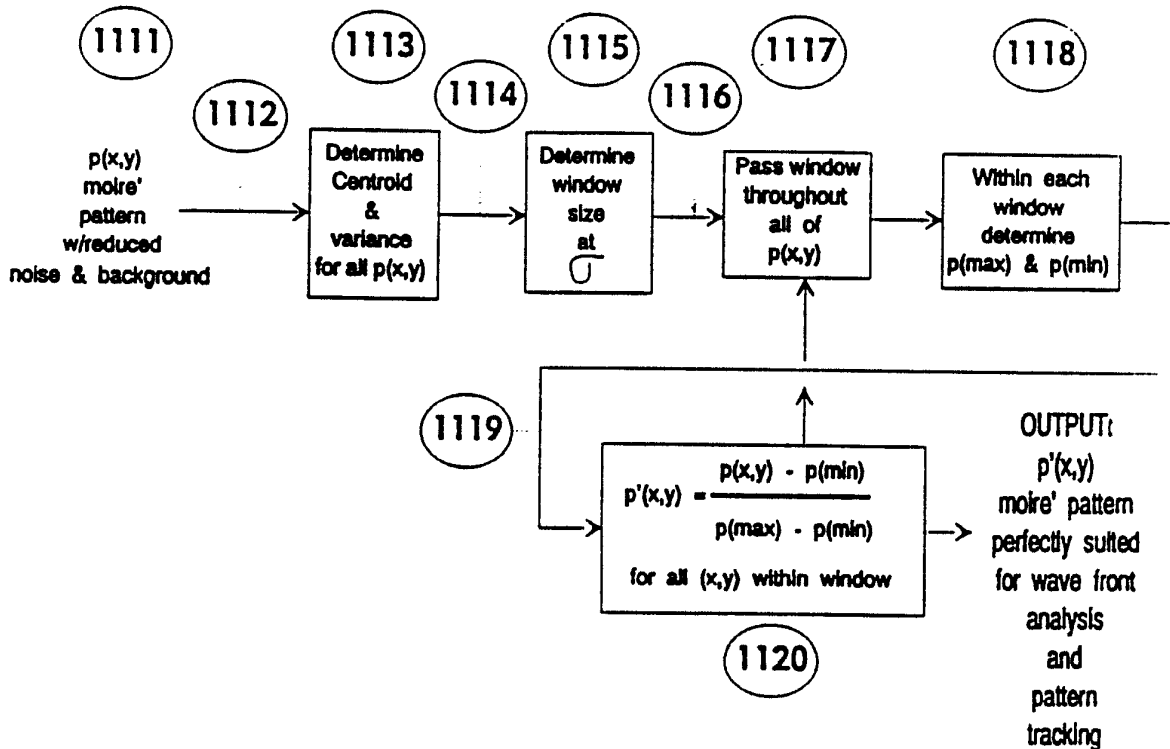 1111
1113
1115
1117
1118
1112
1114
1116
p(x,y)
moire'
pattern
w/reduced
noise & background
Determine
Centroid
&
variance
for all p(x,y)
Determine
window
size
at
σ
Pass window
throughout
all of
p(x,y)
Within each
window
determine
p(max) & p(min)
1119
p'(x,y) = p(x,y) - p(min)
p(max) - p(min)
for all (x,y) within window
1120
OUTPUT:
p'(x,y)
moire' pattern
perfectly suited
for wave front
analysis
and
pattern
tracking